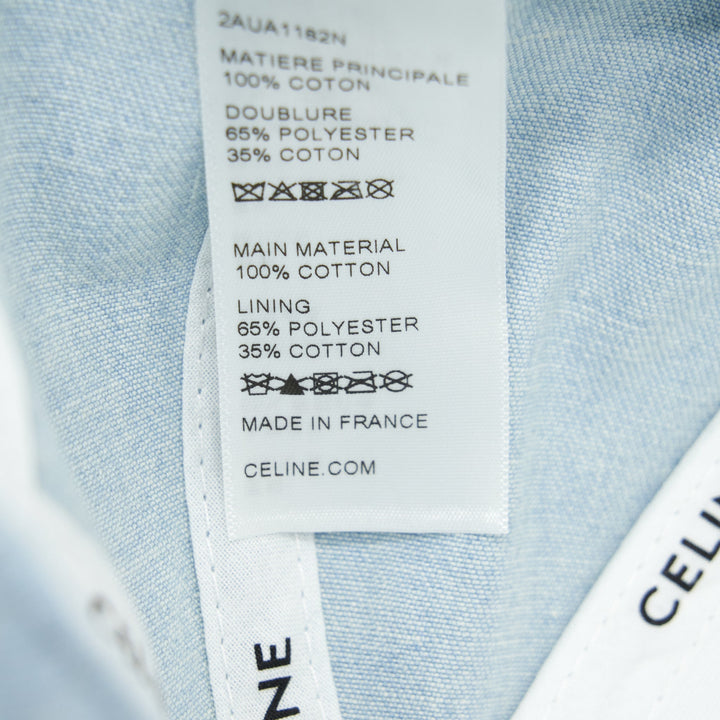 2AUA1182N
MATIERE PRINCIPALE
100% COTON
DOUBLURE
65% POLYESTER
35% COTON
MAIN MATERIAL
100% COTTON
LINING
65% POLYESTER
35% COTTON
MADE IN FRANCE
CELINE.COM
NE
CELIN